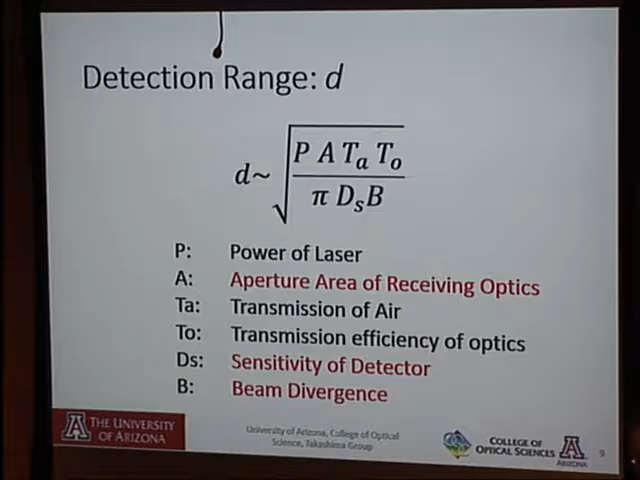 Detection Range: d
d~√(P A Tₐ Tₒ / π Dₛ B)
P: Power of Laser
A: Aperture Area of Receiving Optics
Ta: Transmission of Air
To: Transmission efficiency of optics
Ds: Sensitivity of Detector
B: Beam Divergence
A THE UNIVERSITY
OF ARIZONA
University of Arizona, College of Optical
Science, Takashima Group
COLLEGE OF
OPTICAL SCIENCES
A
ARIZONA
9